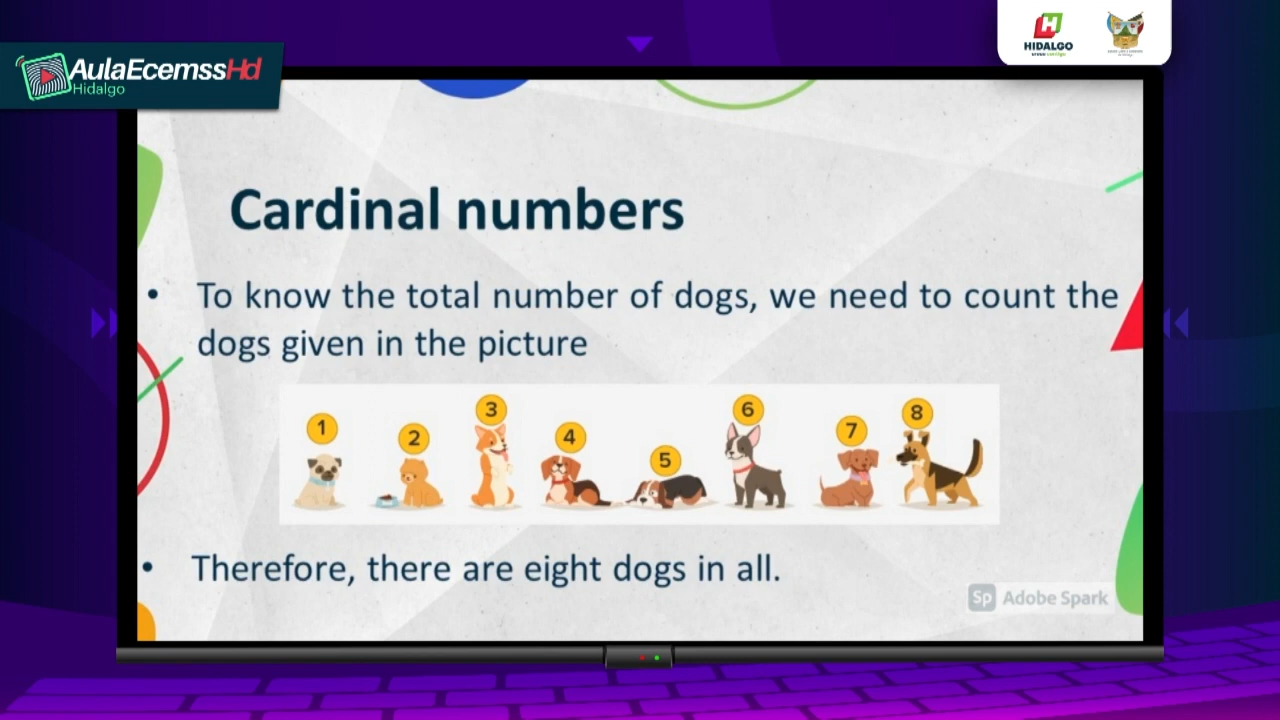 HIDALGO
AulaEcemssHd
Hidalgo
Cardinal numbers
• To know the total number of dogs, we need to count the
dogs given in the picture
1 2 3 4 5 6 7 8
• Therefore, there are eight dogs in all.
Sp Adobe Spark